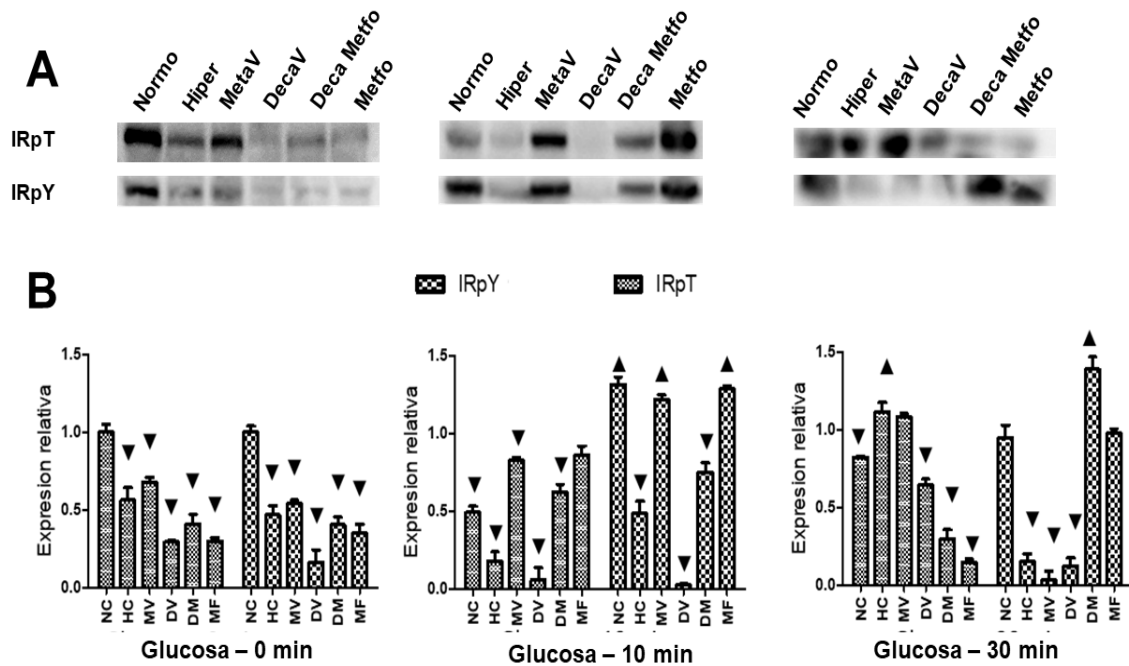 A
Normo Hiper MetaV DecaV Deca Metfo Metfo
Normo Hiper MetaV DecaV Deca Metfo Metfo
Normo Hiper MetaV DecaV Deca Metfo Metfo
IRpT
IRpY
B
IRpY IRpT
Expresion relativa
1.5
1.0
0.5
0.0
NC HC MV DV DM MF NC HC MV DV DM MF
Glucosa – 0 min
Expresion relativa
1.5
1.0
0.5
0.0
NC HC MV DV DM MF NC HC MV DV DM MF
Glucosa – 10 min
Expresion relativa
1.5
1.0
0.5
0.0
NC HC MV DV DM MF NC HC MV DV DM MF
Glucosa – 30 min